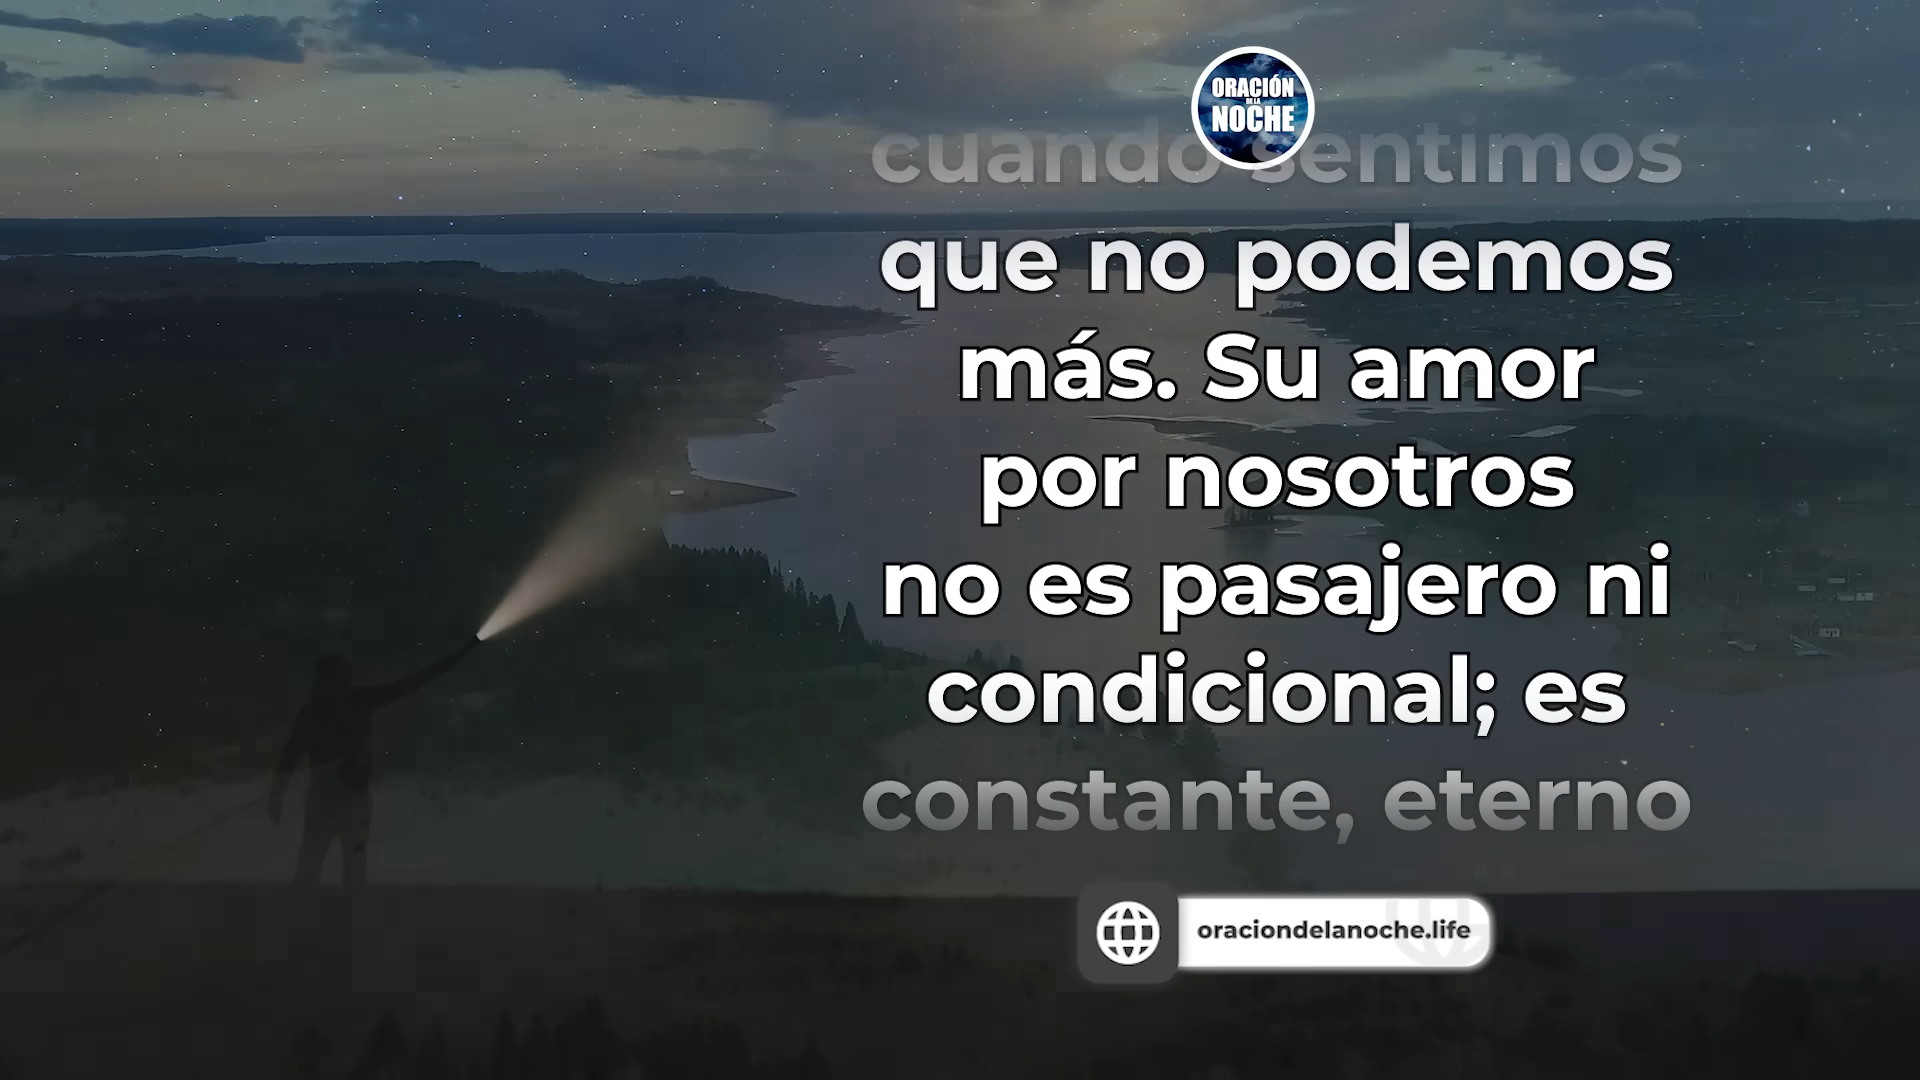 ORACIÓN
DE LA
NOCHE
cuando sentimos
que no podemos
más. Su amor
por nosotros
no es pasajero ni
condicional; es
constante, eterno
oraciondelanoche.life